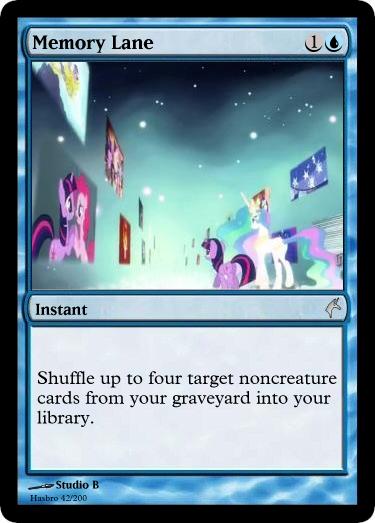 Memory Lane 1
Instant
Shuffle up to four target noncreature
cards from your graveyard into your
library.
Studio B
Hasbro 42/200